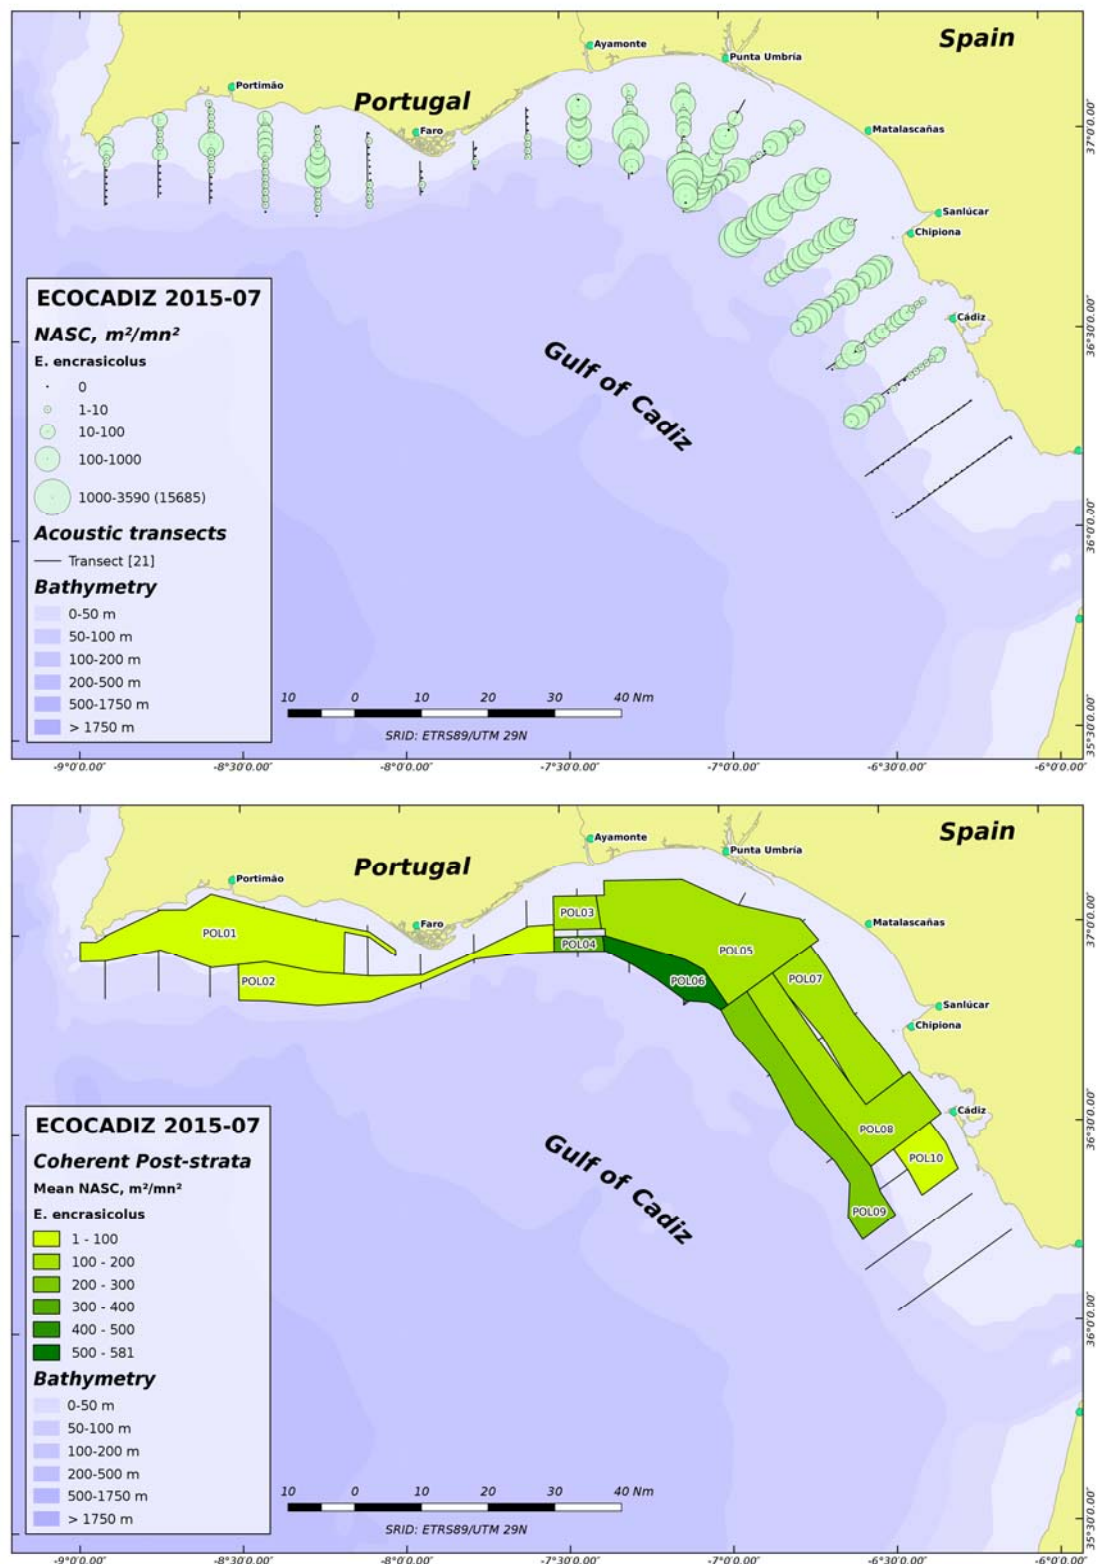 Spain
Ayamonte
Punta Umbría
Portimão
Portugal
Faro
Matalascañas
37°0'0.00"
Sanlúcar
Chipiona
ECOCADIZ 2015-07
NASC, m²/mn²
E. encrasicolus
0
1-10
10-100
100-1000
1000-3590 (15685)
Acoustic transects
Transect [21]
Bathymetry
0-50 m
50-100 m
100-200 m
200-500 m
500-1750 m
> 1750 m
Cádiz
36°30'0.00"
Gulf of Cadiz
36°0'0.00"
10 0 10 20 30 40 Nm
SRID: ETRS89/UTM 29N
35°30'0.00"
-9°0'0.00" -8°30'0.00" -8°0'0.00" -7°30'0.00" -7°0'0.00" -6°30'0.00" -6°0'0.00"
Spain
Ayamonte
Punta Umbría
Portugal
Portimão
Faro
Matalascañas
37°0'0.00"
POL01
POL02
POL03
POL04
POL05
POL06
POL07
POL08
POL09
POL10
Sanlúcar
Chipiona
Cádiz
36°30'0.00"
ECOCADIZ 2015-07
Coherent Post-strata
Mean NASC, m²/mn²
E. encrasicolus
1 - 100
100 - 200
200 - 300
300 - 400
400 - 500
500 - 581
Bathymetry
0-50 m
50-100 m
100-200 m
200-500 m
500-1750 m
> 1750 m
Gulf of Cadiz
36°0'0.00"
10 0 10 20 30 40 Nm
SRID: ETRS89/UTM 29N
35°30'0.00"
-9°0'0.00" -8°30'0.00" -8°0'0.00" -7°30'0.00" -7°0'0.00" -6°30'0.00" -6°0'0.00"